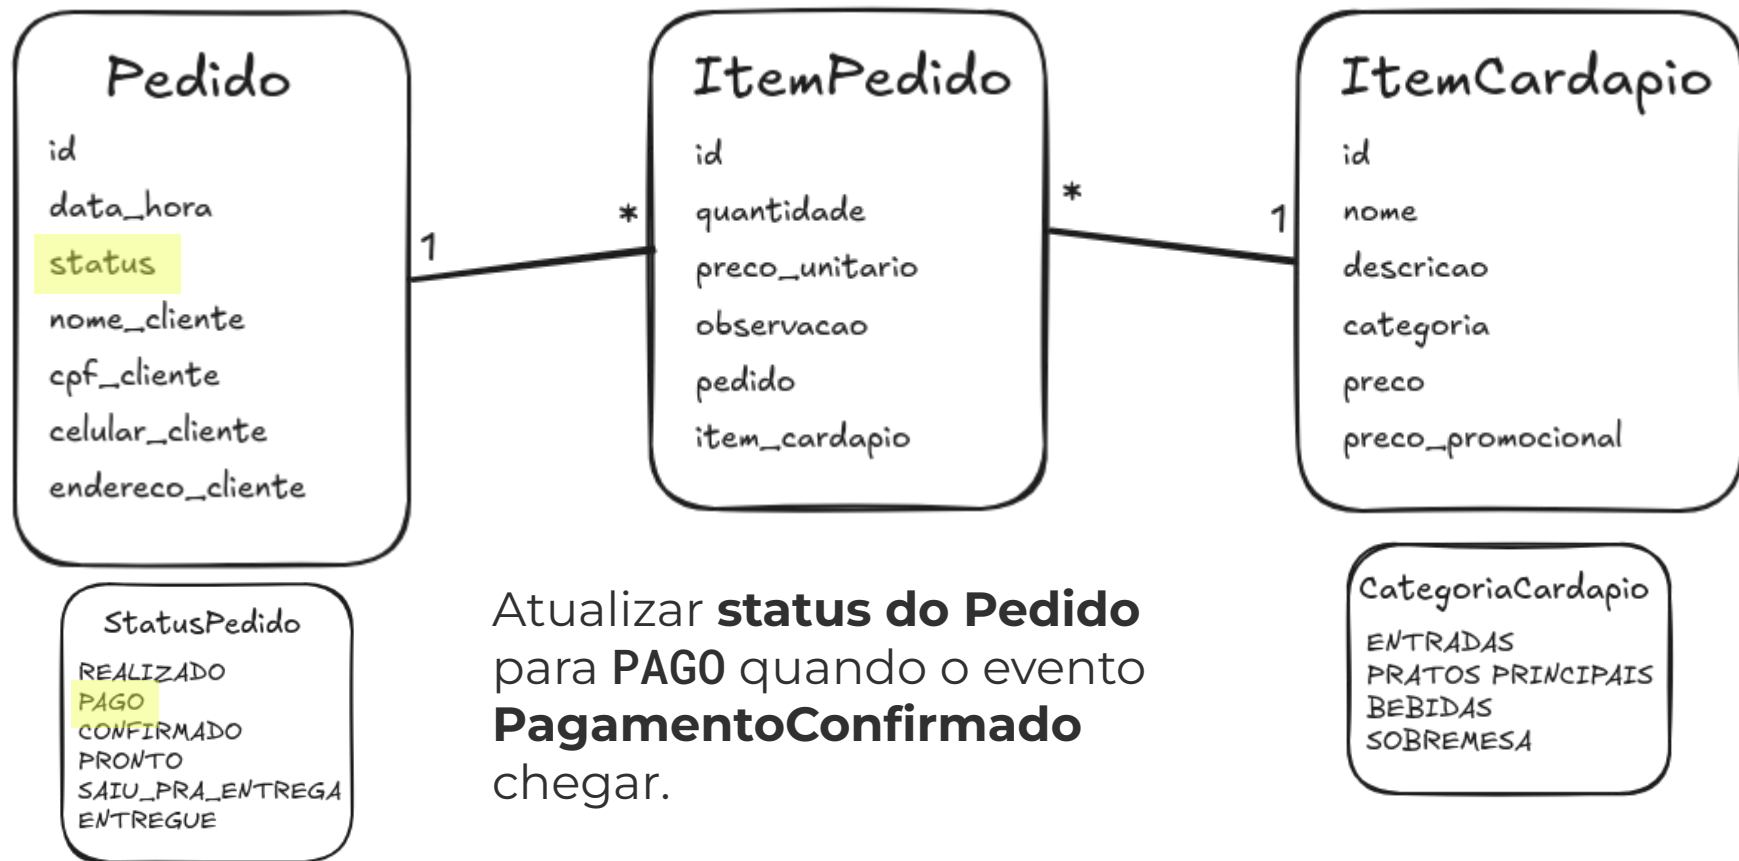 Pedido
id
data_hora
status
nome_cliente
cpf_cliente
celular_cliente
endereco_cliente
1
*
ItemPedido
id
quantidade
preco_unitario
observacao
pedido
item_cardapio
*
1
ItemCardapio
id
nome
descricao
categoria
preco
preco_promocional
StatusPedido
REALIZADO
PAGO
CONFIRMADO
PRONTO
SAIU_PRA_ENTREGA
ENTREGUE
Atualizar status do Pedido
para PAGO quando o evento
PagamentoConfirmado
chegar.
CategoriaCardapio
ENTRADAS
PRATOS PRINCIPAIS
BEBIDAS
SOBREMESA